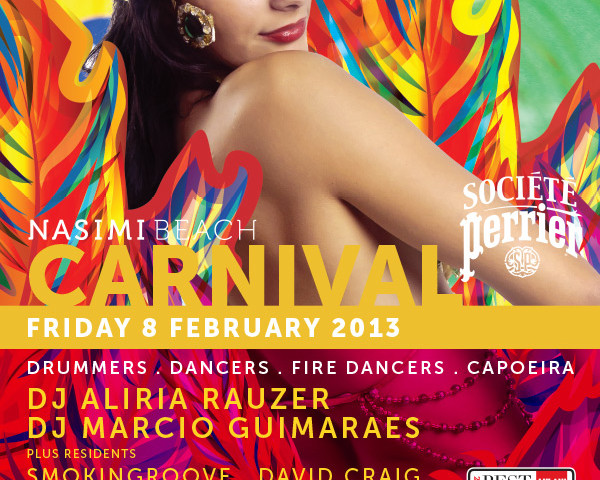 SOCIÉTÉ
perrier
NASIMI BEACH
CARNIVAL
FRIDAY 8 FEBRUARY 2013
DRUMMERS . DANCERS . FIRE DANCERS . CAPOEIRA
DJ ALIRIA RAUZER
DJ MARCIO GUIMARAES
PLUS RESIDENTS
SMOKINGROOVE . DAVID CRAIG
BEST